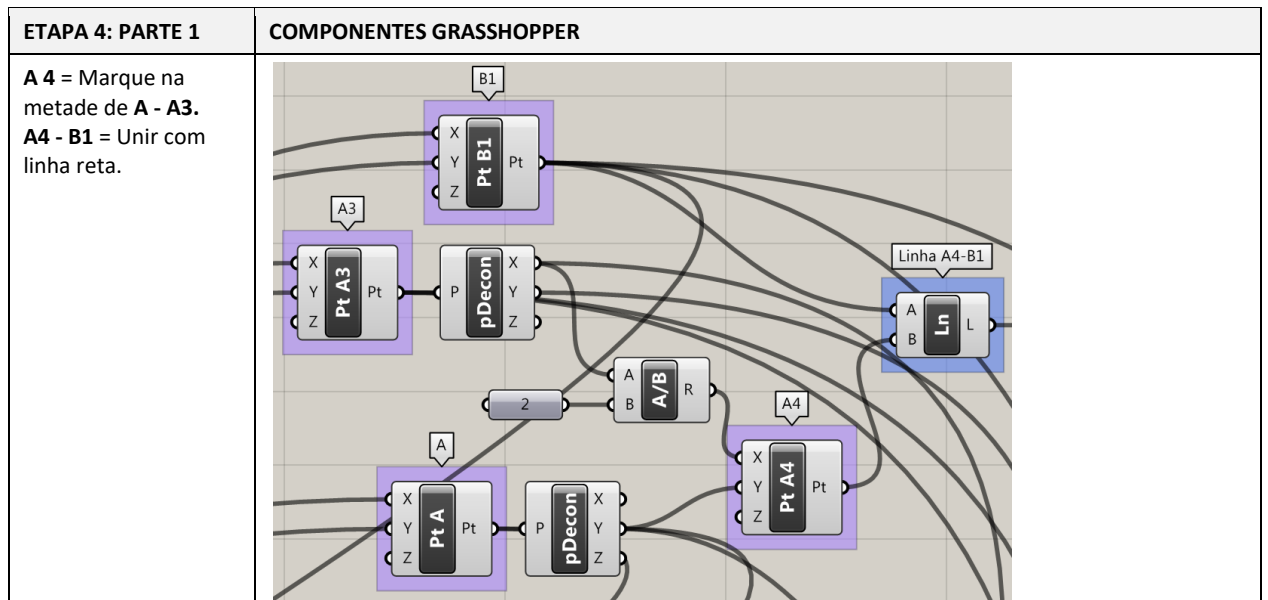 ETAPA 4: PARTE 1
COMPONENTES GRASSHOPPER
A 4 = Marque na
metade de A - A3.
A4 - B1 = Unir com
linha reta.
B1
X
Y
Z
Pt B1
Pt
A3
X
Y
Z
Pt A3
Pt
P
pDecon
X
Y
Z
Linha A4-B1
A
B
Ln
L
2
A
B
A/B
R
A4
X
Y
Z
Pt A4
Pt
A
X
Y
Z
Pt A
Pt
P
pDecon
X
Y
Z